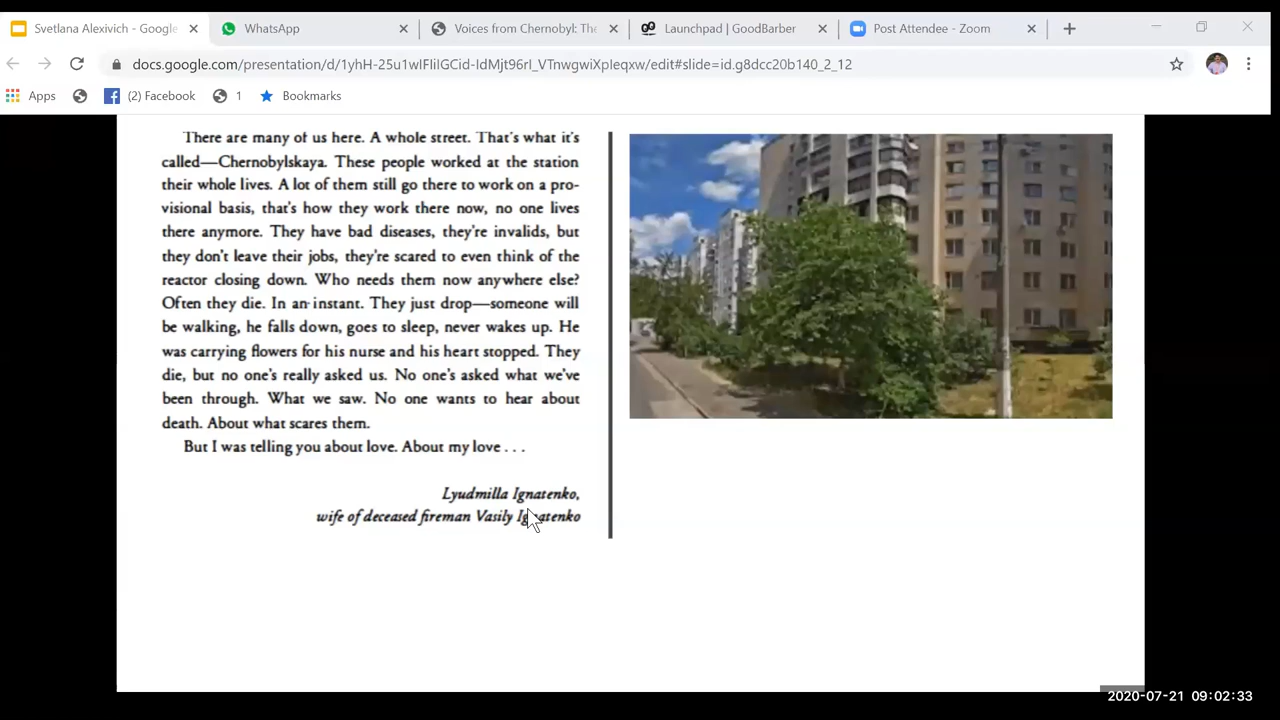 Svetlana Alexivich - Google
WhatsApp
Voices from Chernobyl: The
Launchpad | GoodBarber
Post Attendee - Zoom
docs.google.com/presentation/d/1yhH-25u1wIFIilGCid-IdMjt96rI_VTnwgwiXpIeqxw/edit#slide=id.g8dcc20b140_2_12
Apps
(2) Facebook
1
Bookmarks
There are many of us here. A whole street. That's what it's
called—Chernobylskaya. These people worked at the station
their whole lives. A lot of them still go there to work on a pro-
visional basis, that's how they work there now, no one lives
there anymore. They have bad diseases, they're invalids, but
they don't leave their jobs, they're scared to even think of the
reactor closing down. Who needs them now anywhere else?
Often they die. In an instant. They just drop—someone will
be walking, he falls down, goes to sleep, never wakes up. He
was carrying flowers for his nurse and his heart stopped. They
die, but no one's really asked us. No one's asked what we've
been through. What we saw. No one wants to hear about
death. About what scares them.
But I was telling you about love. About my love . . .
Lyudmilla Ignatenko,
wife of deceased fireman Vasily Ignatenko
2020-07-21 09:02:33